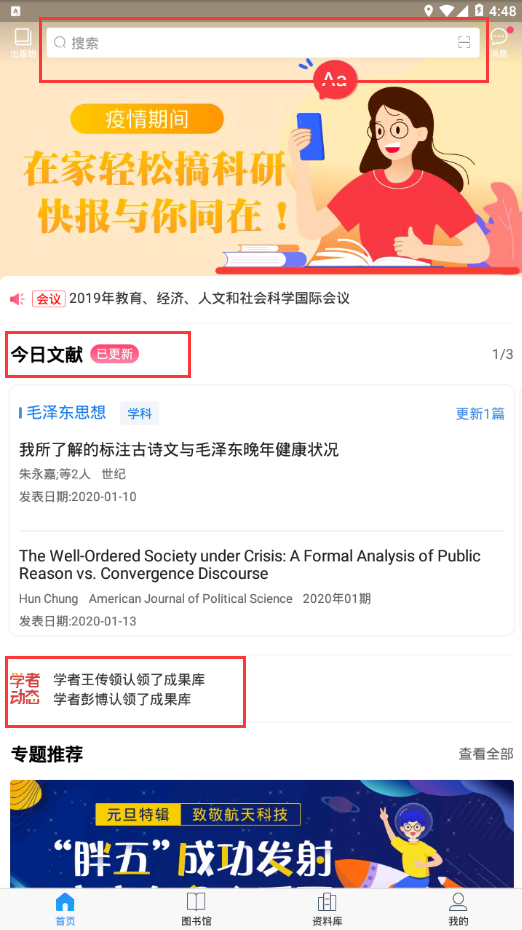 4:48
搜索
消息
Aa
疫情期间
在家轻松搞科研
快报与你同在！
会议 2019年教育、经济、人文和社会科学国际会议
今日文献 已更新 1/3
毛泽东思想 学科 更新1篇
我所了解的标注古诗文与毛泽东晚年健康状况
朱永嘉;等2人 世纪
发表日期:2020-01-10
The Well-Ordered Society under Crisis: A Formal Analysis of Public
Reason vs. Convergence Discourse
Hun Chung American Journal of Political Science 2020年01期
发表日期:2020-01-13
学者动态
学者王传领认领了成果库
学者彭博认领了成果库
专题推荐 查看全部
元旦特辑 致敬航天科技
“胖五”成功发射
首页 图书馆 资料库 我的